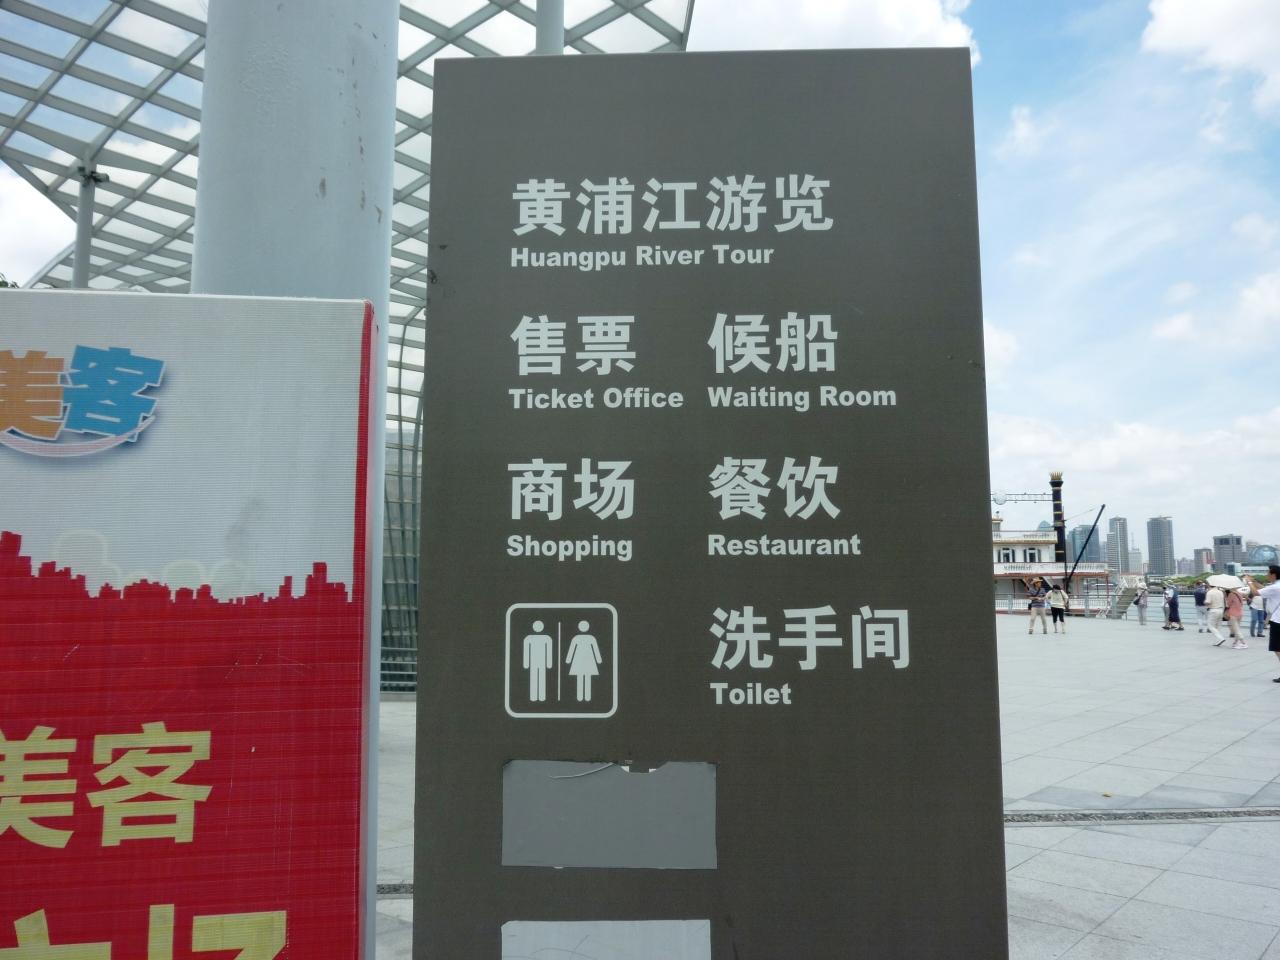 黄浦江游览
Huangpu River Tour
售票 候船
Ticket Office Waiting Room
商场 餐饮
Shopping Restaurant
洗手间
Toilet
美客
美客